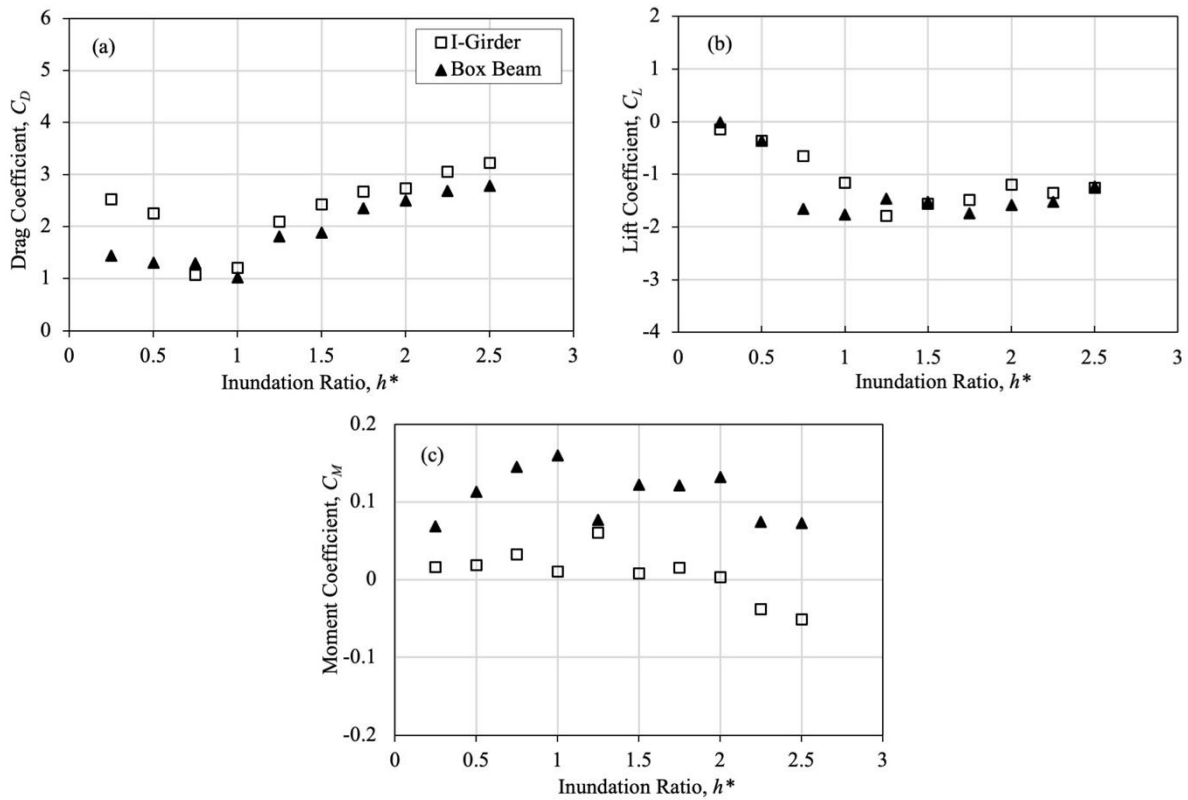 (a)
I-Girder
Box Beam
Drag Coefficient, C_D
6
5
4
3
2
1
0
0 0.5 1 1.5 2 2.5 3
Inundation Ratio, h*
(b)
Lift Coefficient, C_L
2
1
0
-1
-2
-3
-4
0 0.5 1 1.5 2 2.5 3
Inundation Ratio, h*
(c)
Moment Coefficient, C_M
0.2
0.1
0
-0.1
-0.2
0 0.5 1 1.5 2 2.5 3
Inundation Ratio, h*